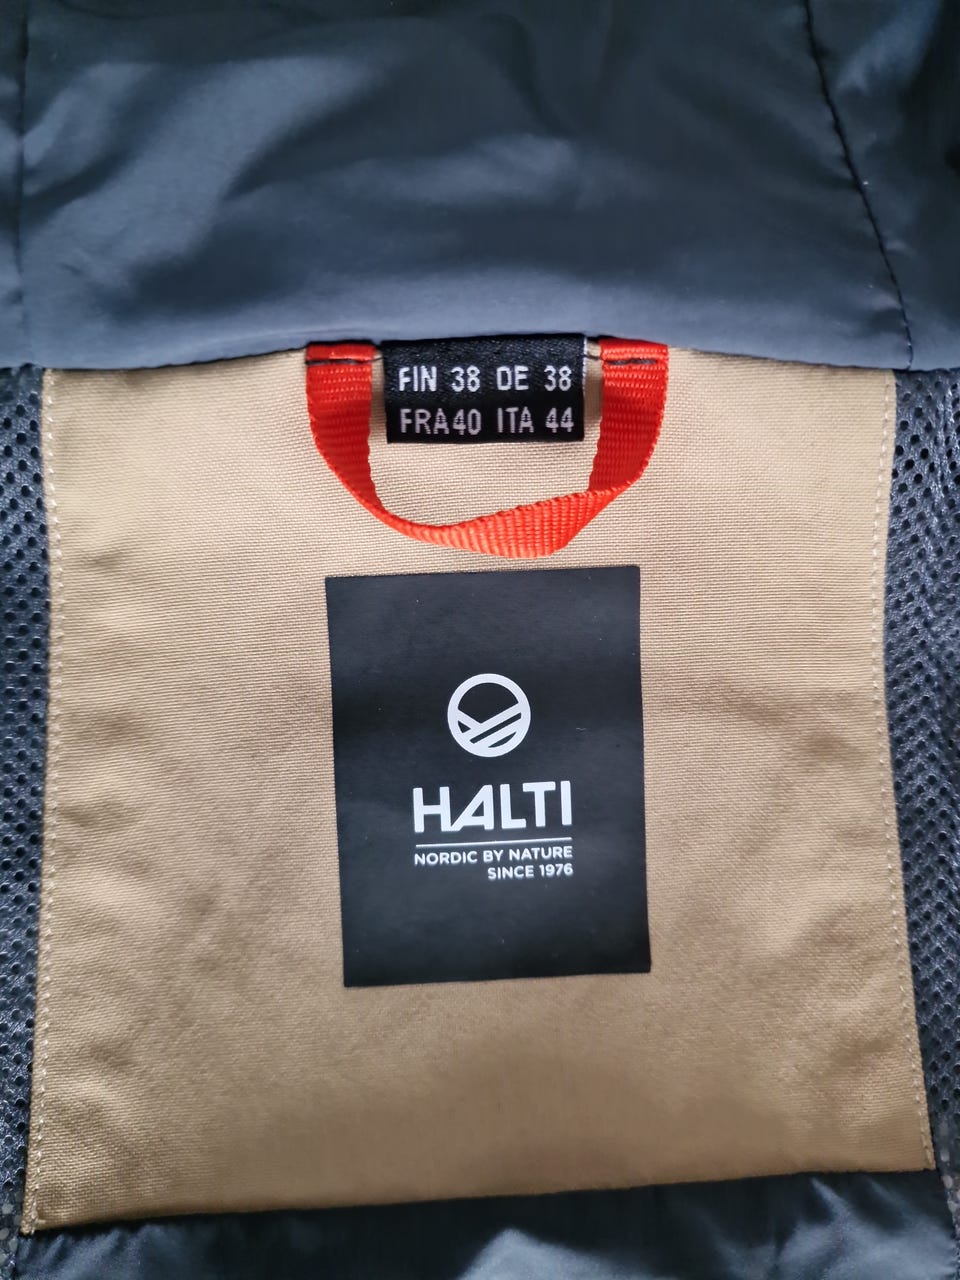 FIN 38 DE 38
FRA40 ITA 44
HALTI
NORDIC BY NATURE
SINCE 1976